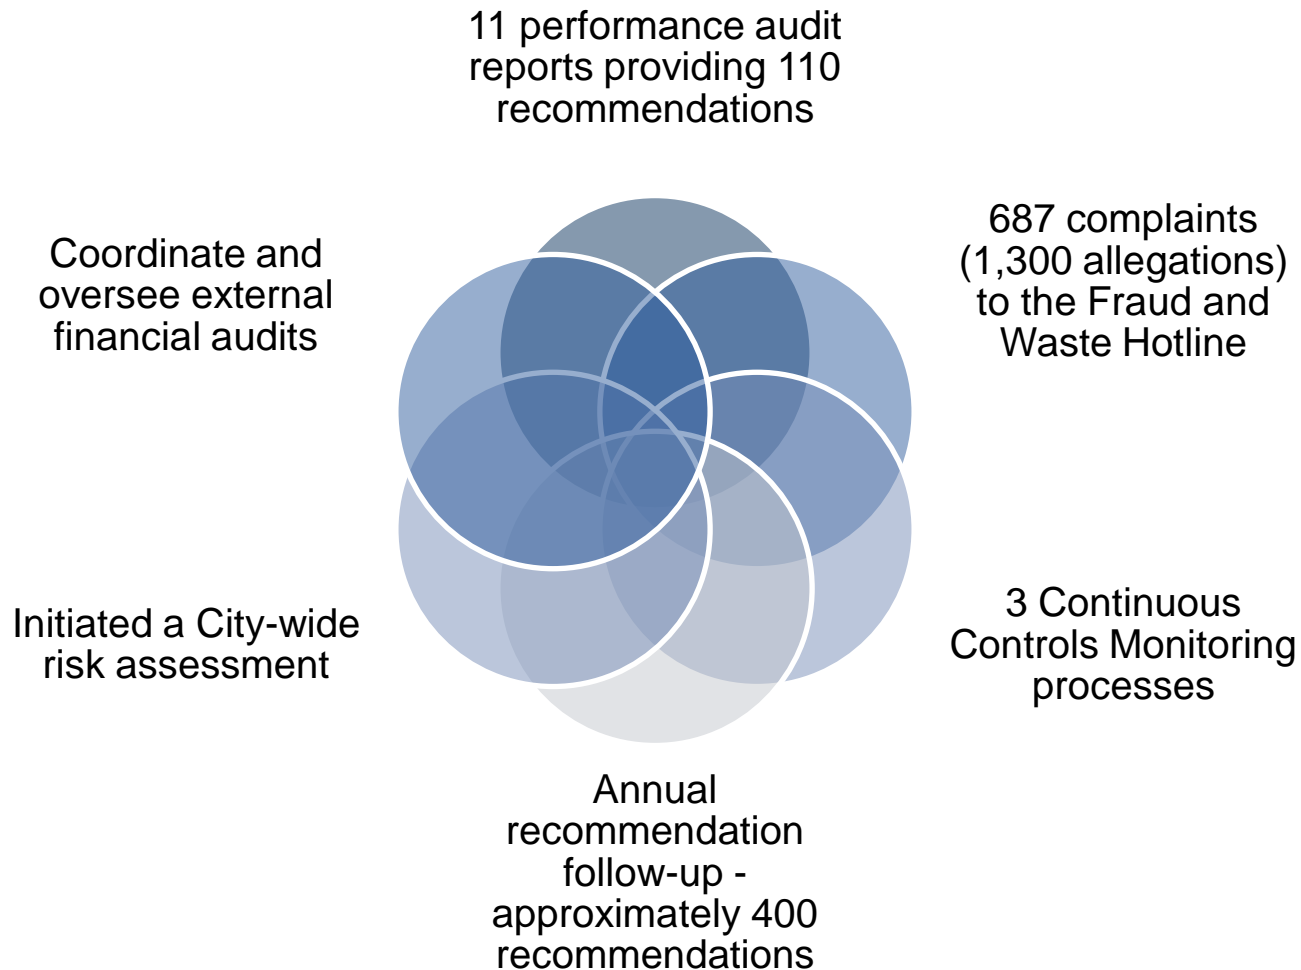 11 performance audit
reports providing 110
recommendations
687 complaints
(1,300 allegations)
to the Fraud and
Waste Hotline
3 Continuous
Controls Monitoring
processes
Annual
recommendation
follow-up -
approximately 400
recommendations
Initiated a City-wide
risk assessment
Coordinate and
oversee external
financial audits